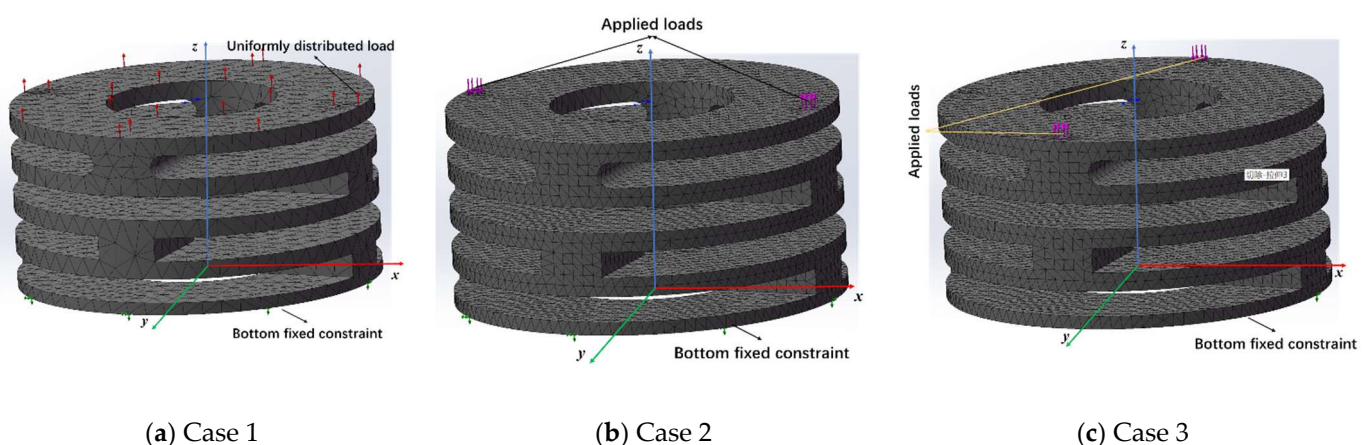 Uniformly distributed load
z
x
y
Bottom fixed constraint
(a) Case 1
Applied loads
z
x
y
Bottom fixed constraint
(b) Case 2
Applied loads
z
切除-拉伸3
x
y
Bottom fixed constraint
(c) Case 3